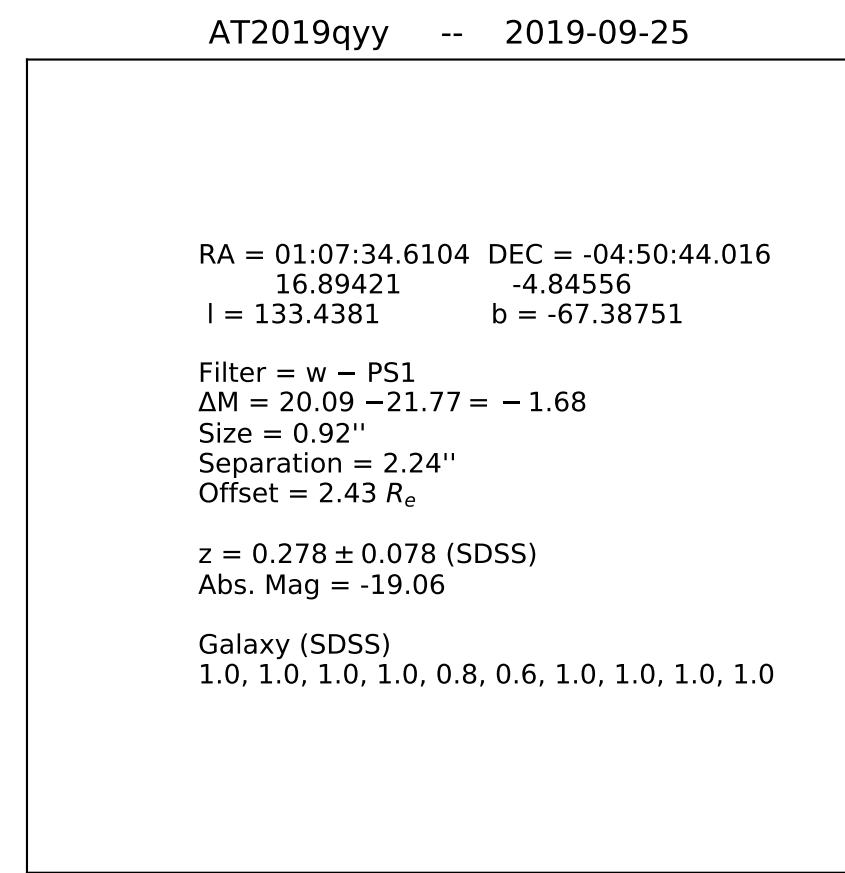 AT2019qyy -- 2019-09-25
RA = 01:07:34.6104 DEC = -04:50:44.016
16.89421 -4.84556
l = 133.4381 b = -67.38751
Filter = w − PS1
ΔM = 20.09 −21.77 = − 1.68
Size = 0.92''
Separation = 2.24''
Offset = 2.43 Rₑ
z = 0.278 ± 0.078 (SDSS)
Abs. Mag = -19.06
Galaxy (SDSS)
1.0, 1.0, 1.0, 1.0, 0.8, 0.6, 1.0, 1.0, 1.0, 1.0